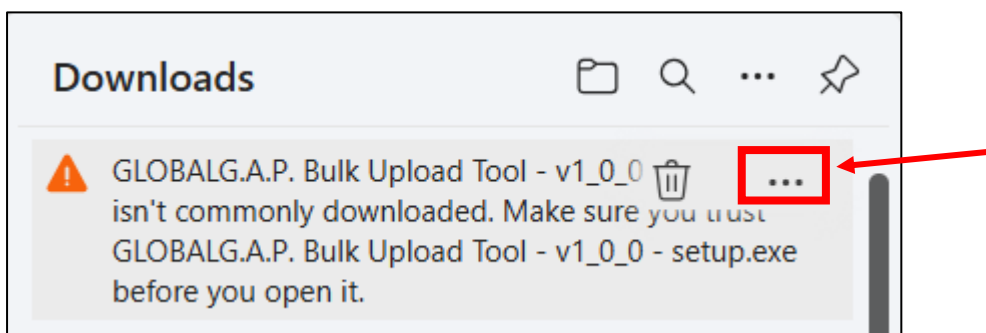 Downloads
GLOBALG.A.P. Bulk Upload Tool - v1_0_0
isn't commonly downloaded. Make sure you trust
GLOBALG.A.P. Bulk Upload Tool - v1_0_0 - setup.exe
before you open it.